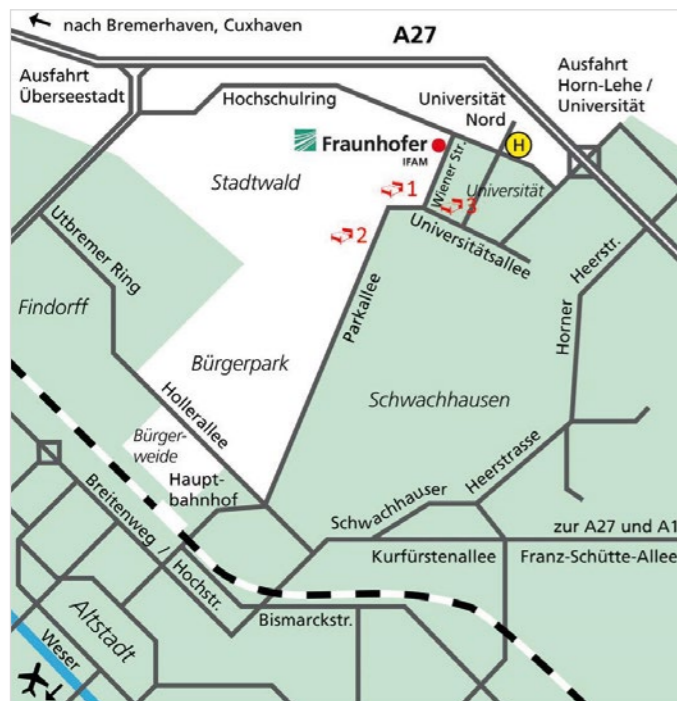 nach Bremerhaven, Cuxhaven
A27
Ausfahrt
Überseestadt
Hochschulring
Universität
Nord
Ausfahrt
Horn-Lehe /
Universität
H
Fraunhofer
IFAM
Wiener Str.
Universität
Stadtwald
1
3
2
Universitätsallee
Utbremer Ring
Findorff
Parkallee
Horner
Heerstr.
Bürgerpark
Hollerallee
Schwachhausen
Bürger-
weide
Haupt-
bahnhof
Breitenweg / Hochstr.
Schwachhauser
Heerstrasse
zur A27 und A1
Kurfürstenallee
Franz-Schütte-Allee
Bismarckstr.
Altstadt
Weser